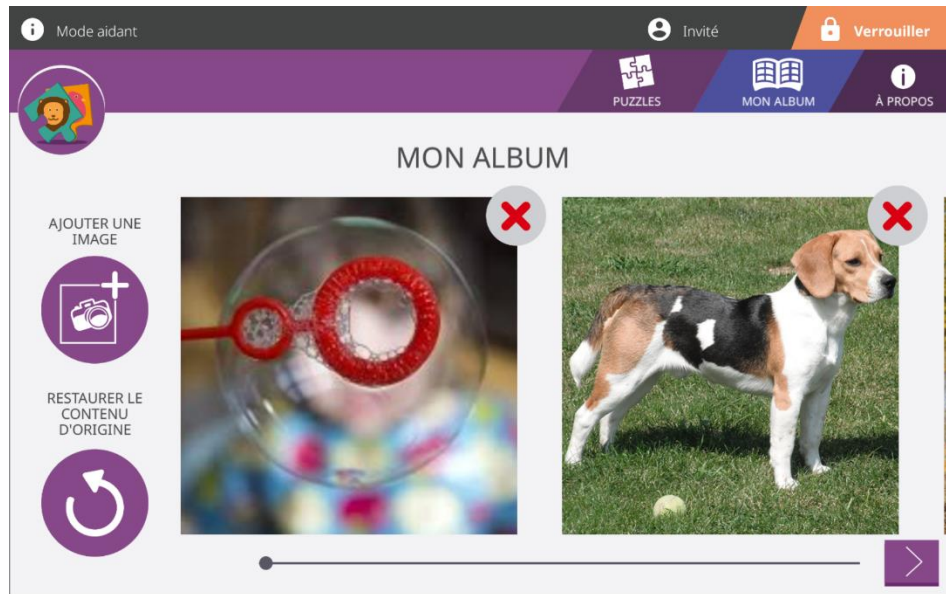 Mode aidant
Invité
Verrouiller
PUZZLES
MON ALBUM
À PROPOS
MON ALBUM
AJOUTER UNE
IMAGE
RESTAURER LE
CONTENU
D'ORIGINE